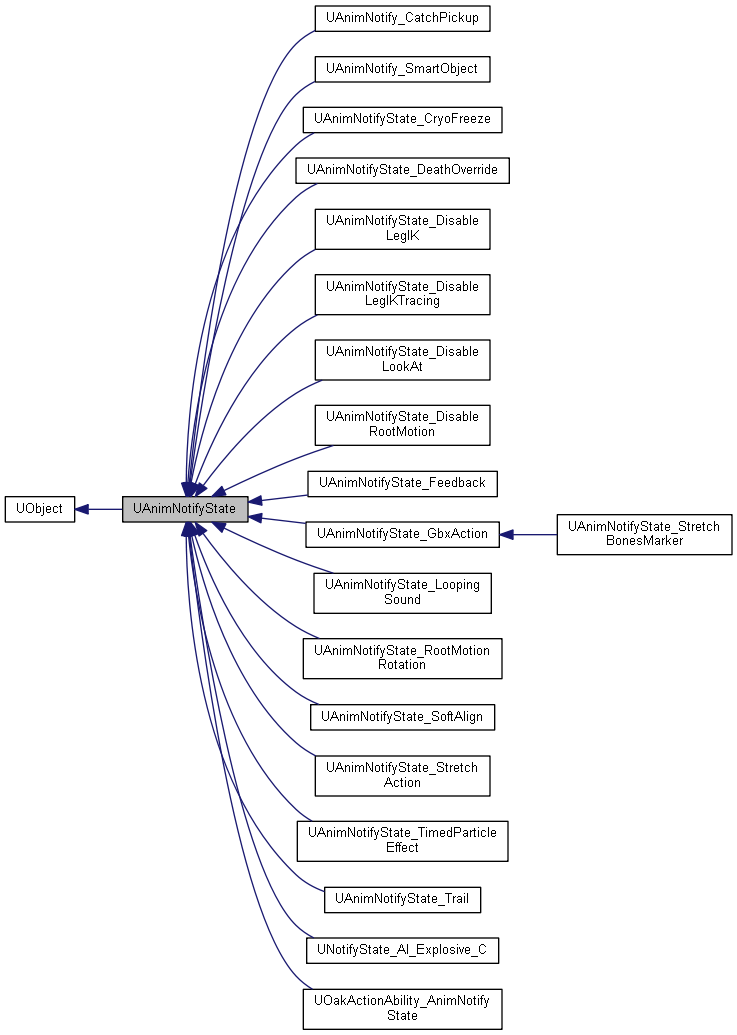 UAnimNotify_CatchPickup
UAnimNotify_SmartObject
UAnimNotifyState_CryoFreeze
UAnimNotifyState_DeathOverride
UAnimNotifyState_Disable
LegIK
UAnimNotifyState_Disable
LegIKTracing
UAnimNotifyState_Disable
LookAt
UAnimNotifyState_Disable
RootMotion
UAnimNotifyState_Feedback
UObject
UAnimNotifyState
UAnimNotifyState_GbxAction
UAnimNotifyState_Stretch
BonesMarker
UAnimNotifyState_Looping
Sound
UAnimNotifyState_RootMotion
Rotation
UAnimNotifyState_SoftAlign
UAnimNotifyState_Stretch
Action
UAnimNotifyState_TimedParticle
Effect
UAnimNotifyState_Trail
UNotifyState_AI_Explosive_C
UOakActionAbility_AnimNotify
State